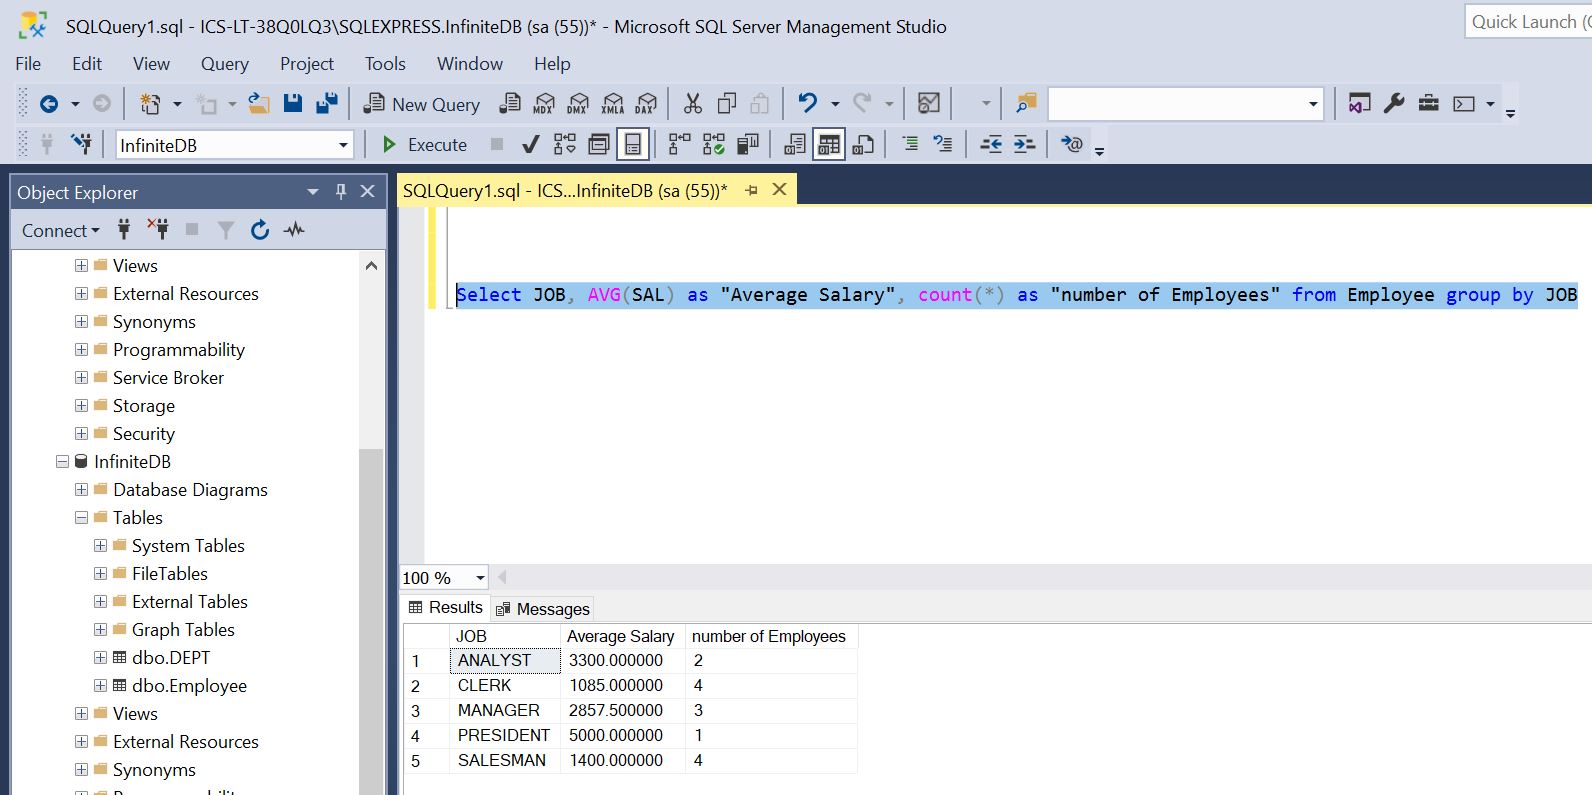 SQLQuery1.sql - ICS-LT-38Q0LQ3\SQLEXPRESS.InfiniteDB (sa (55))* - Microsoft SQL Server Management Studio
Quick Launch (
File Edit View Query Project Tools Window Help
New Query MDX DMX XMLA DAX
InfiniteDB Execute
Object Explorer
SQLQuery1.sql - ICS...InfiniteDB (sa (55))*
Connect
Views
External Resources
Synonyms
Programmability
Service Broker
Storage
Security
InfiniteDB
Database Diagrams
Tables
System Tables
FileTables
External Tables
Graph Tables
dbo.DEPT
dbo.Employee
Views
External Resources
Synonyms
Select JOB, AVG(SAL) as "Average Salary", count(*) as "number of Employees" from Employee group by JOB
100 %
Results Messages
JOB Average Salary number of Employees
1 ANALYST 3300.000000 2
2 CLERK 1085.000000 4
3 MANAGER 2857.500000 3
4 PRESIDENT 5000.000000 1
5 SALESMAN 1400.000000 4